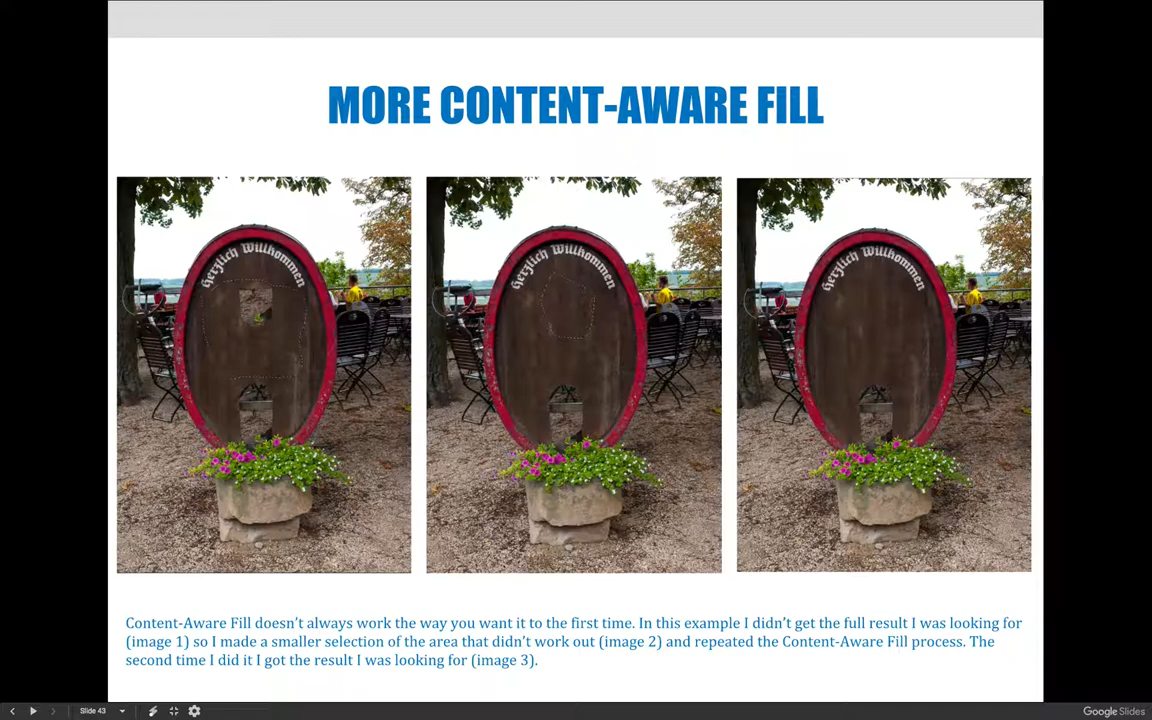 MORE CONTENT-AWARE FILL
Herzlich Willkommen
Herzlich Willkommen
Herzlich Willkommen
Content-Aware Fill doesn’t always work the way you want it to the first time. In this example I didn’t get the full result I was looking for
(image 1) so I made a smaller selection of the area that didn’t work out (image 2) and repeated the Content-Aware Fill process. The
second time I did it I got the result I was looking for (image 3).
Slide 43
Google Slides